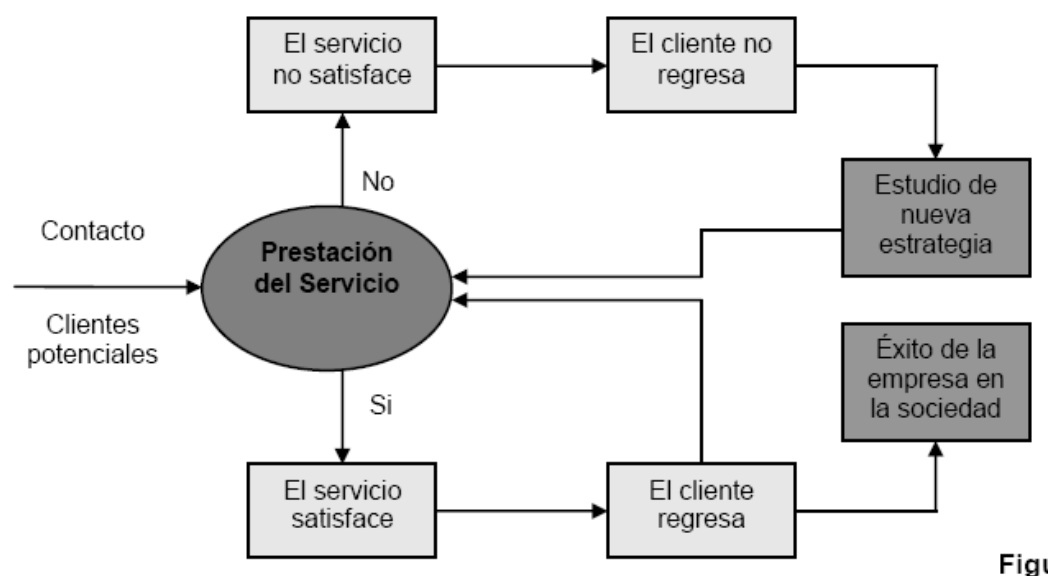 El servicio
no satisface
El cliente no
regresa
No
Estudio de
nueva
estrategia
Contacto
Prestación
del Servicio
Clientes
potenciales
Éxito de la
empresa en
la sociedad
Si
El servicio
satisface
El cliente
regresa